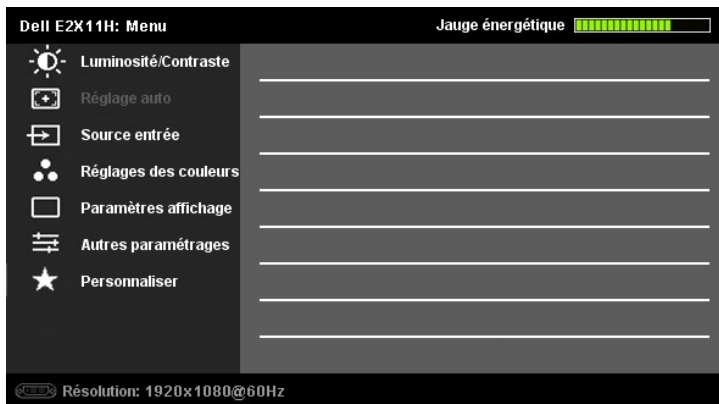 Dell E2X11H: Menu
Jauge énergétique
Luminosité/Contraste
Réglage auto
Source entrée
Réglages des couleurs
Paramètres affichage
Autres paramétrages
Personnaliser
Résolution: 1920x1080@60Hz